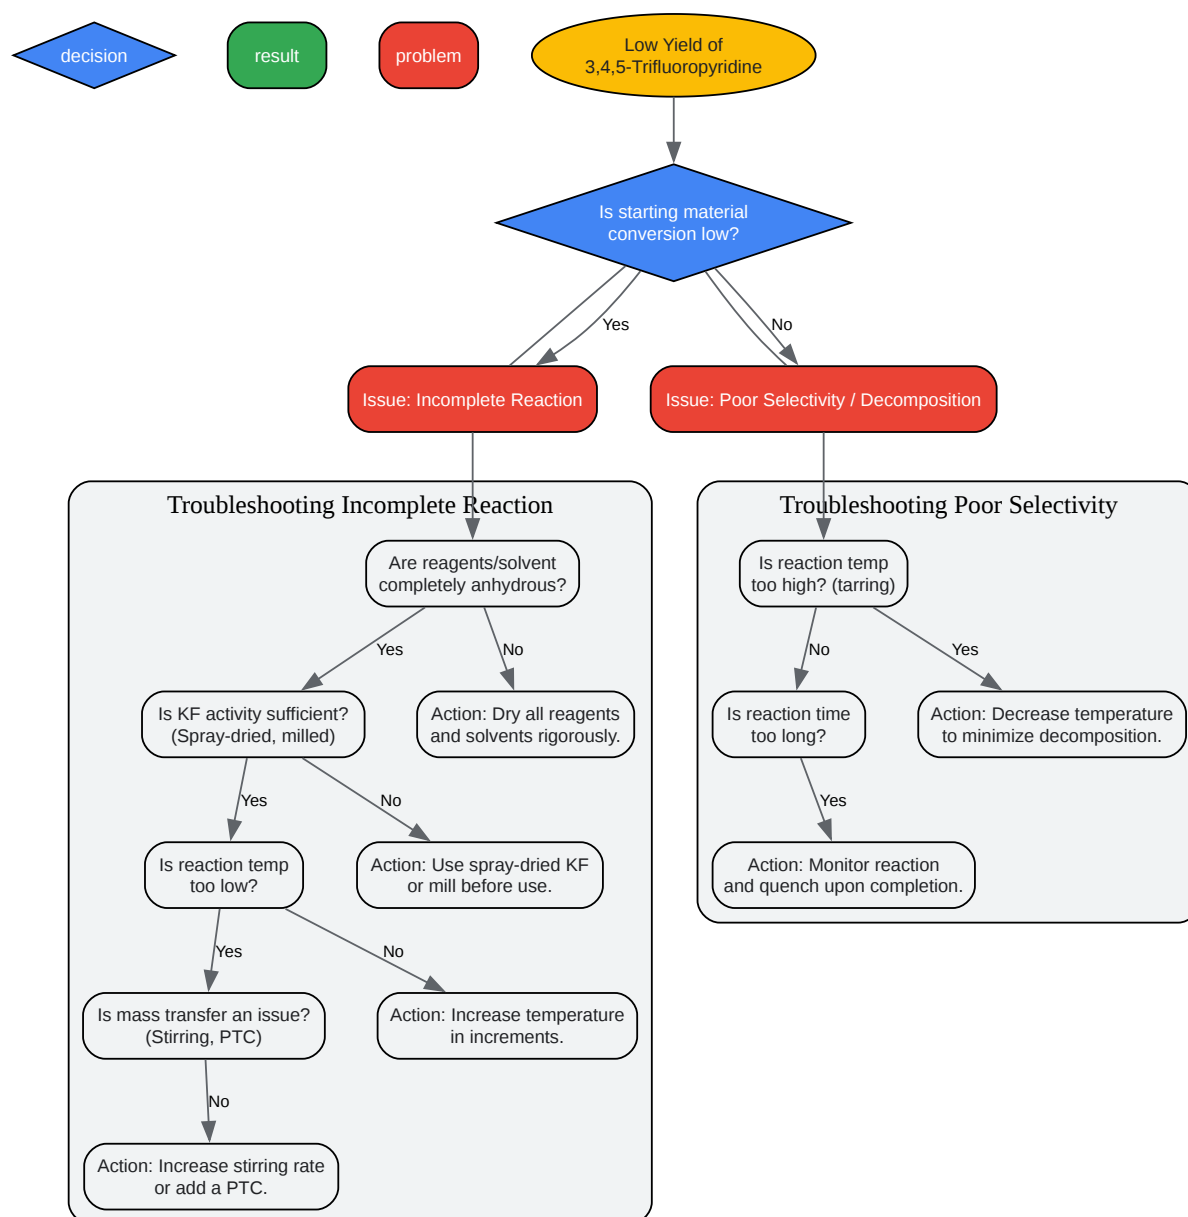 decision
result
problem
Low Yield of
3,4,5-Trifluoropyridine
Is starting material
conversion low?
Yes
No
Issue: Incomplete Reaction
Issue: Poor Selectivity / Decomposition
Troubleshooting Incomplete Reaction
Troubleshooting Poor Selectivity
Are reagents/solvent
completely anhydrous?
Is reaction temp
too high? (tarring)
Yes
No
No
Yes
Is KF activity sufficient?
(Spray-dried, milled)
Action: Dry all reagents
and solvents rigorously.
Is reaction time
too long?
Action: Decrease temperature
to minimize decomposition.
Yes
No
Yes
Is reaction temp
too low?
Action: Use spray-dried KF
or mill before use.
Action: Monitor reaction
and quench upon completion.
Yes
No
Is mass transfer an issue?
(Stirring, PTC)
Action: Increase temperature
in increments.
No
Action: Increase stirring rate
or add a PTC.